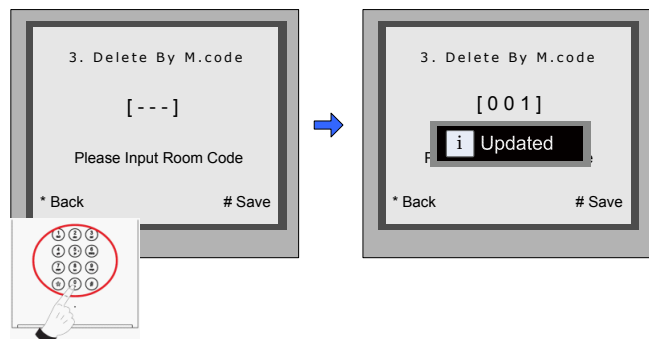 3. Delete By M.code
[---]
Please Input Room Code
* Back # Save
3. Delete By M.code
[001]
i Updated
* Back # Save